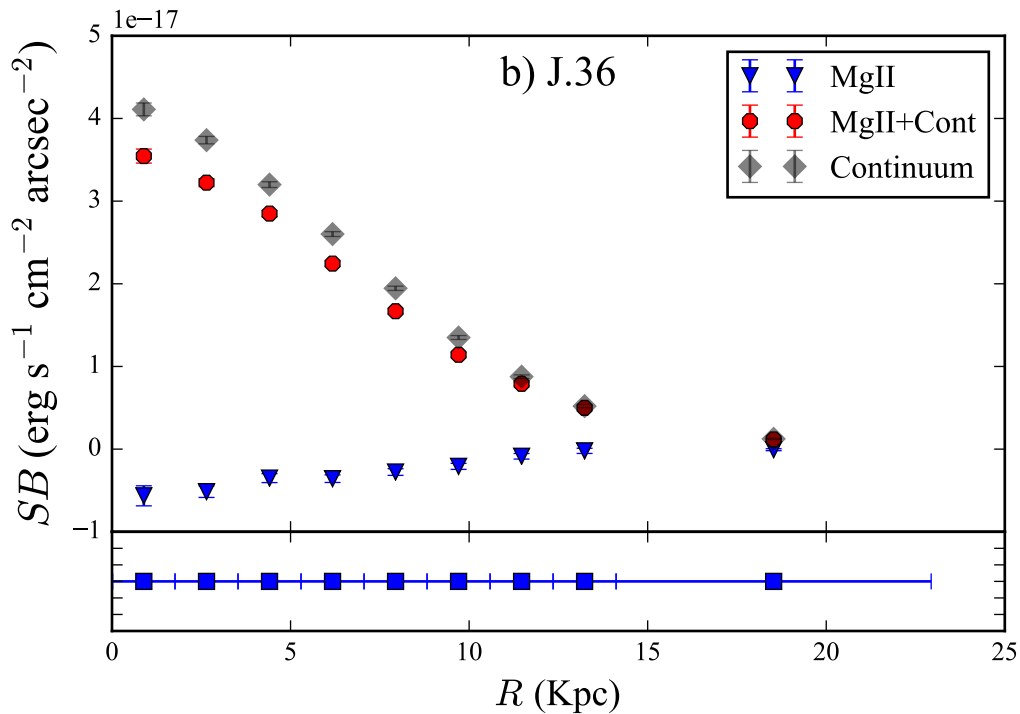 1e−17
b) J.36
MgII
MgII+Cont
Continuum
5
4
3
2
1
0
−1
SB (erg s⁻¹ cm⁻² arcsec⁻²)
0 5 10 15 20 25
R (Kpc)